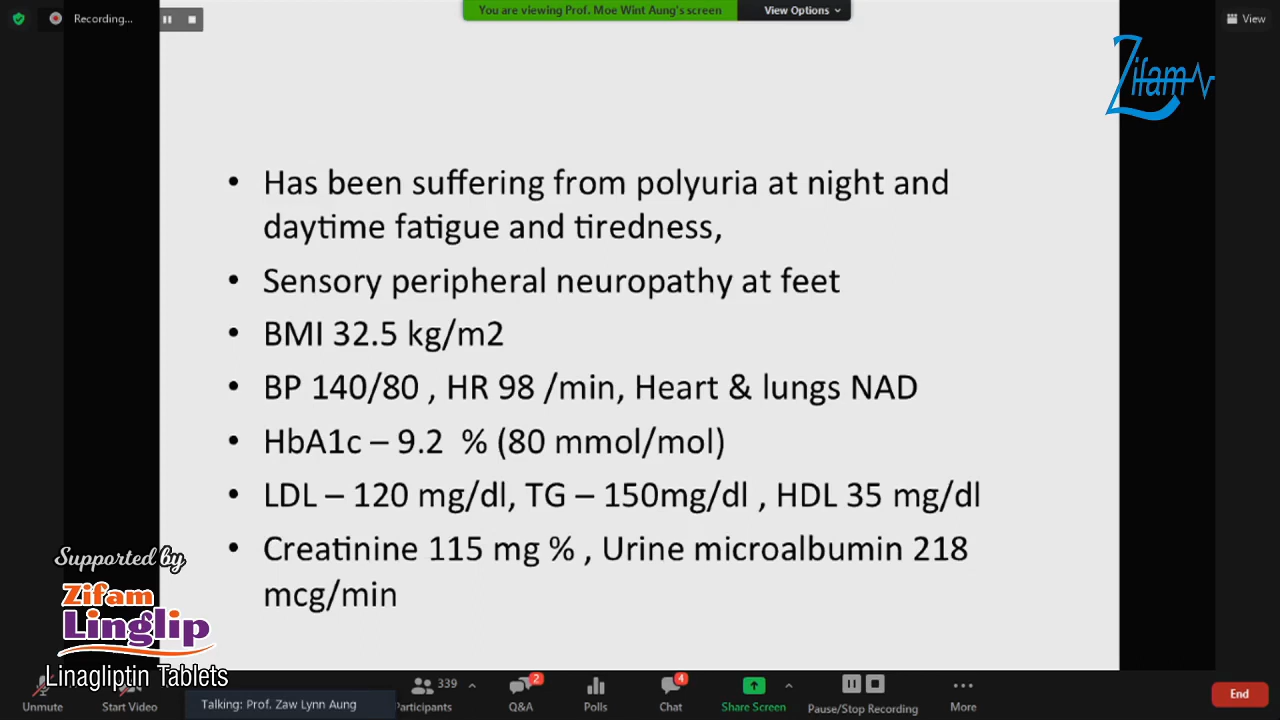 Recording...
You are viewing Prof. Moe Wint Aung's screen
View Options
View
Zifam
• Has been suffering from polyuria at night and
daytime fatigue and tiredness,
• Sensory peripheral neuropathy at feet
• BMI 32.5 kg/m2
• BP 140/80 , HR 98 /min, Heart & lungs NAD
• HbA1c – 9.2 % (80 mmol/mol)
• LDL – 120 mg/dl, TG – 150mg/dl , HDL 35 mg/dl
• Creatinine 115 mg % , Urine microalbumin 218
mcg/min
Supported by
Zifam
Linglip
Linagliptin Tablets
Unmute
Start Video
Talking: Prof. Zaw Lynn Aung
Participants
339
Q&A
2
Polls
Chat
4
Share Screen
Pause/Stop Recording
More
End